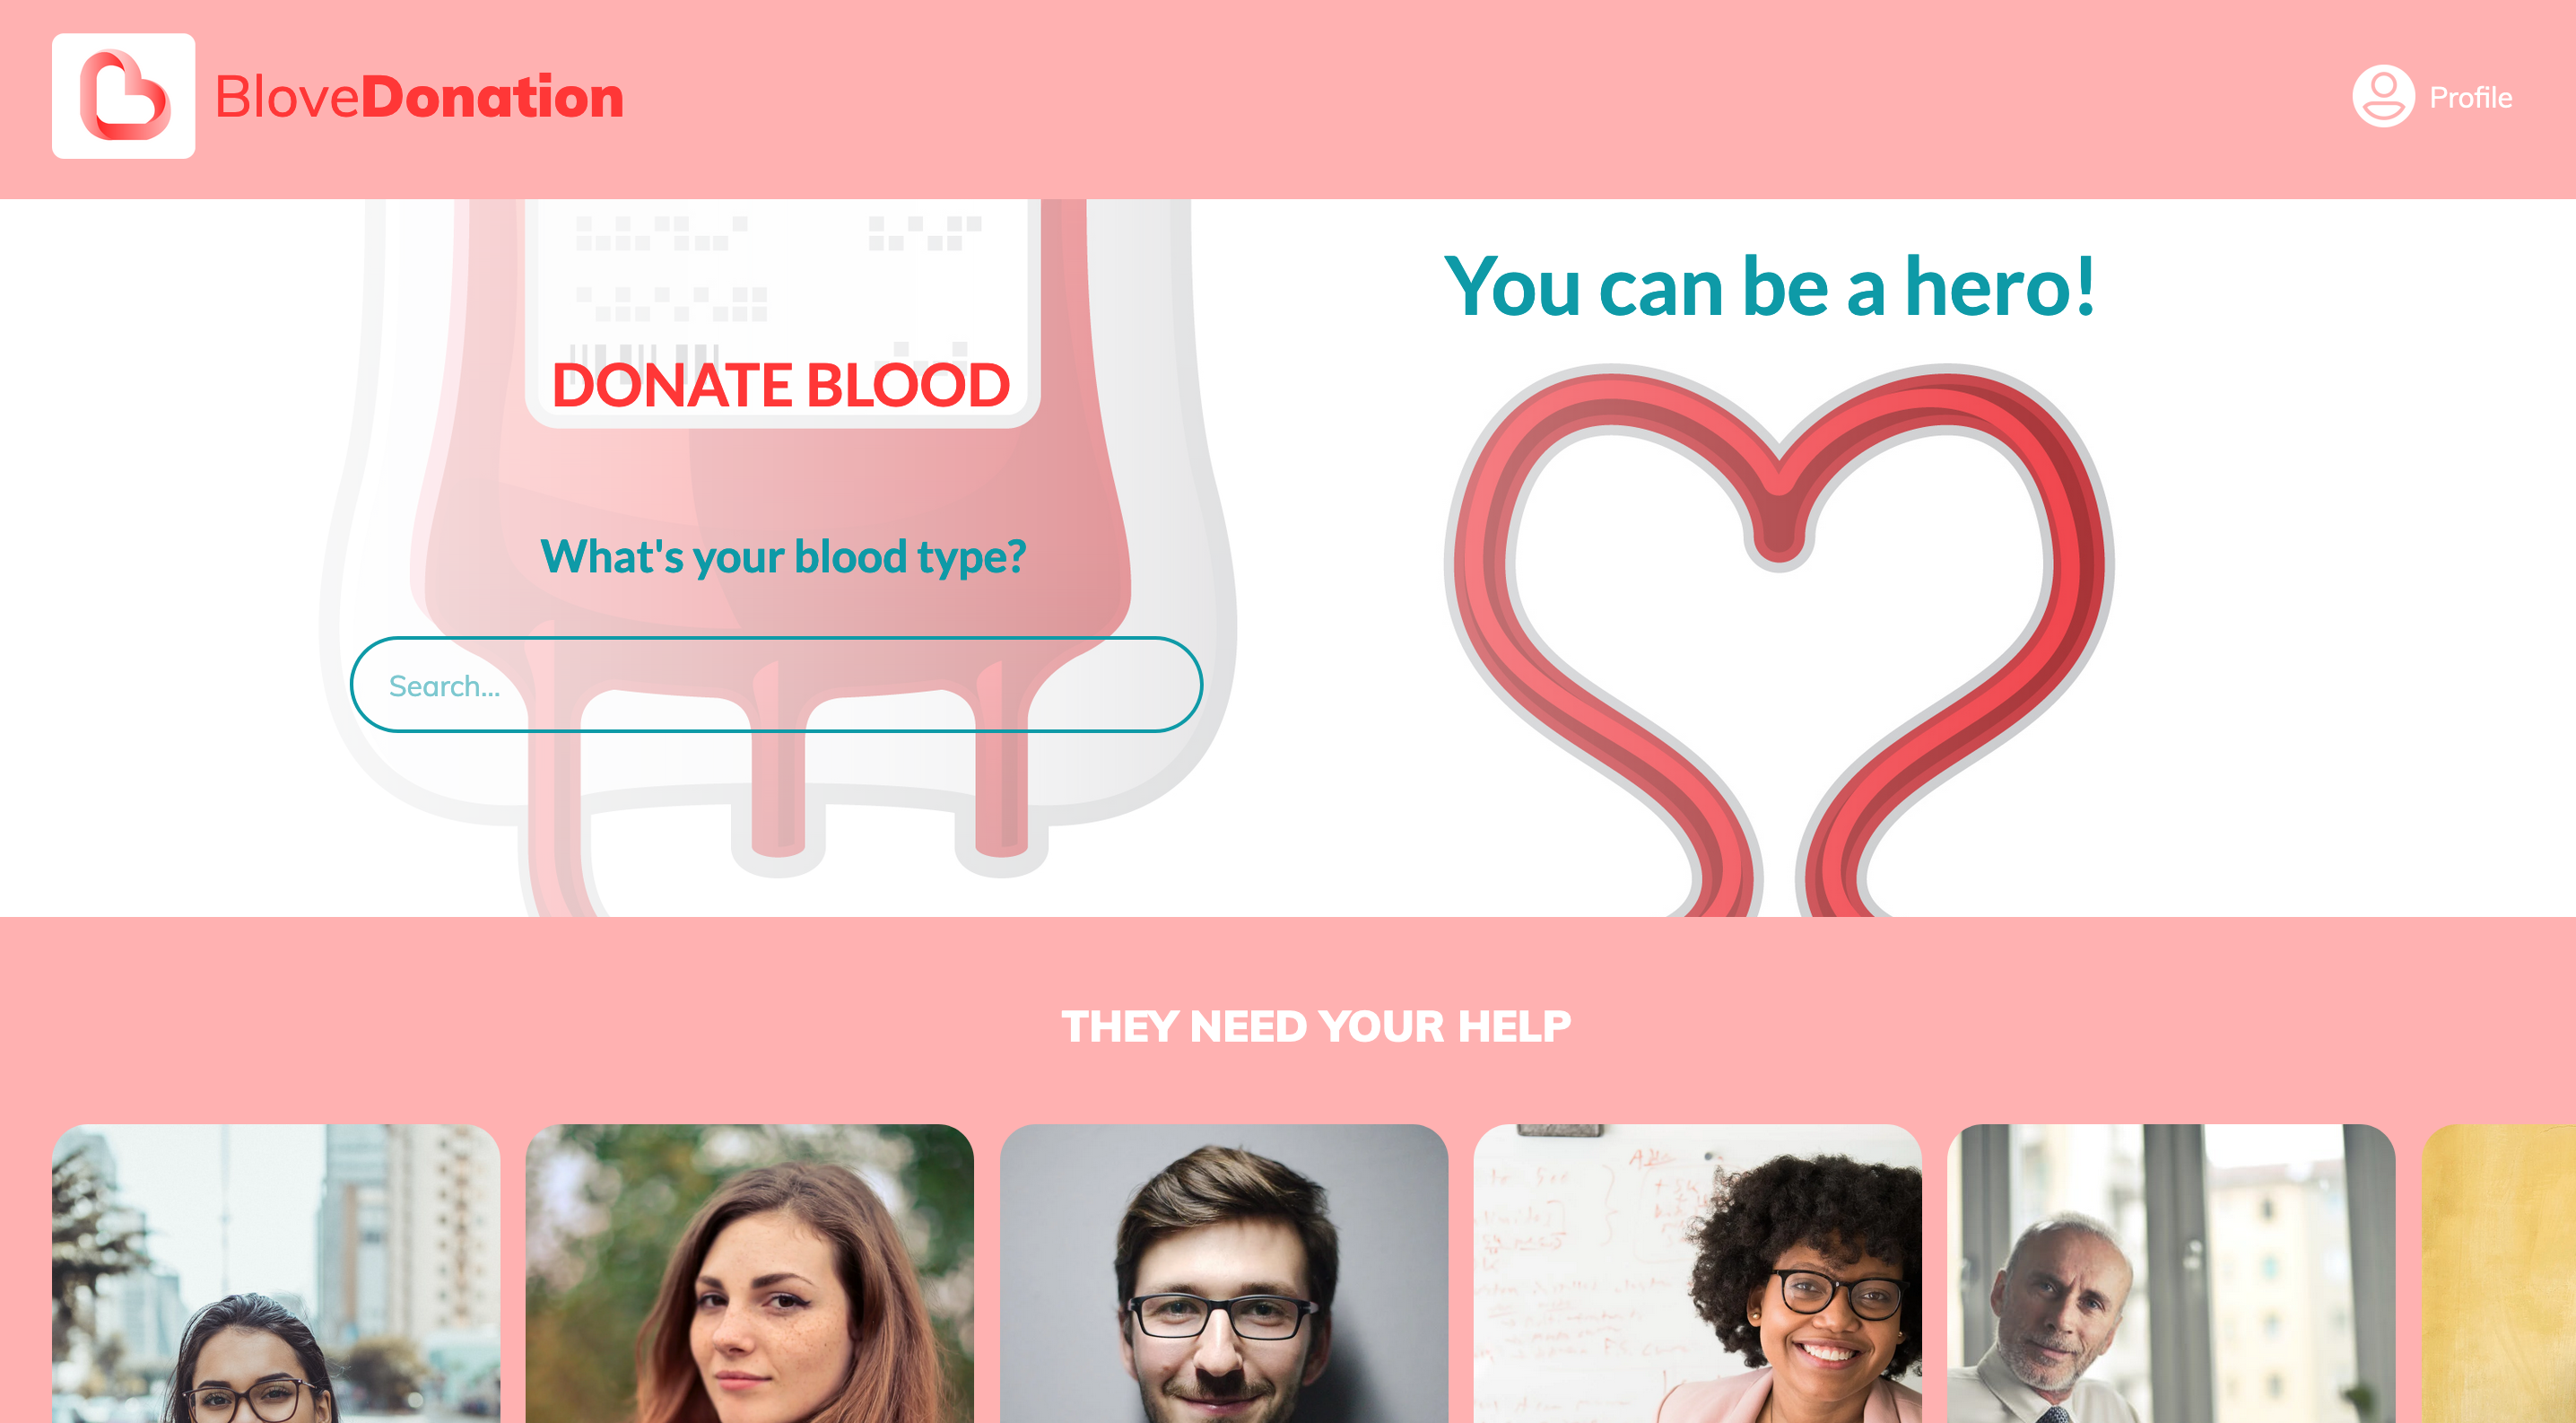 BloveDonation
Profile
You can be a hero!
DONATE BLOOD
What's your blood type?
Search...
THEY NEED YOUR HELP